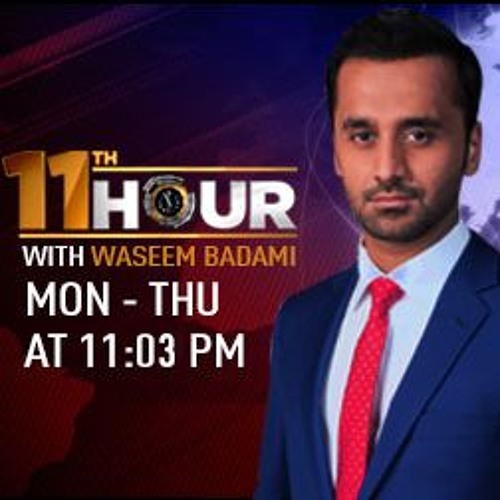 11TH
HOUR
WITH WASEEM BADAMI
MON - THU
AT 11:03 PM